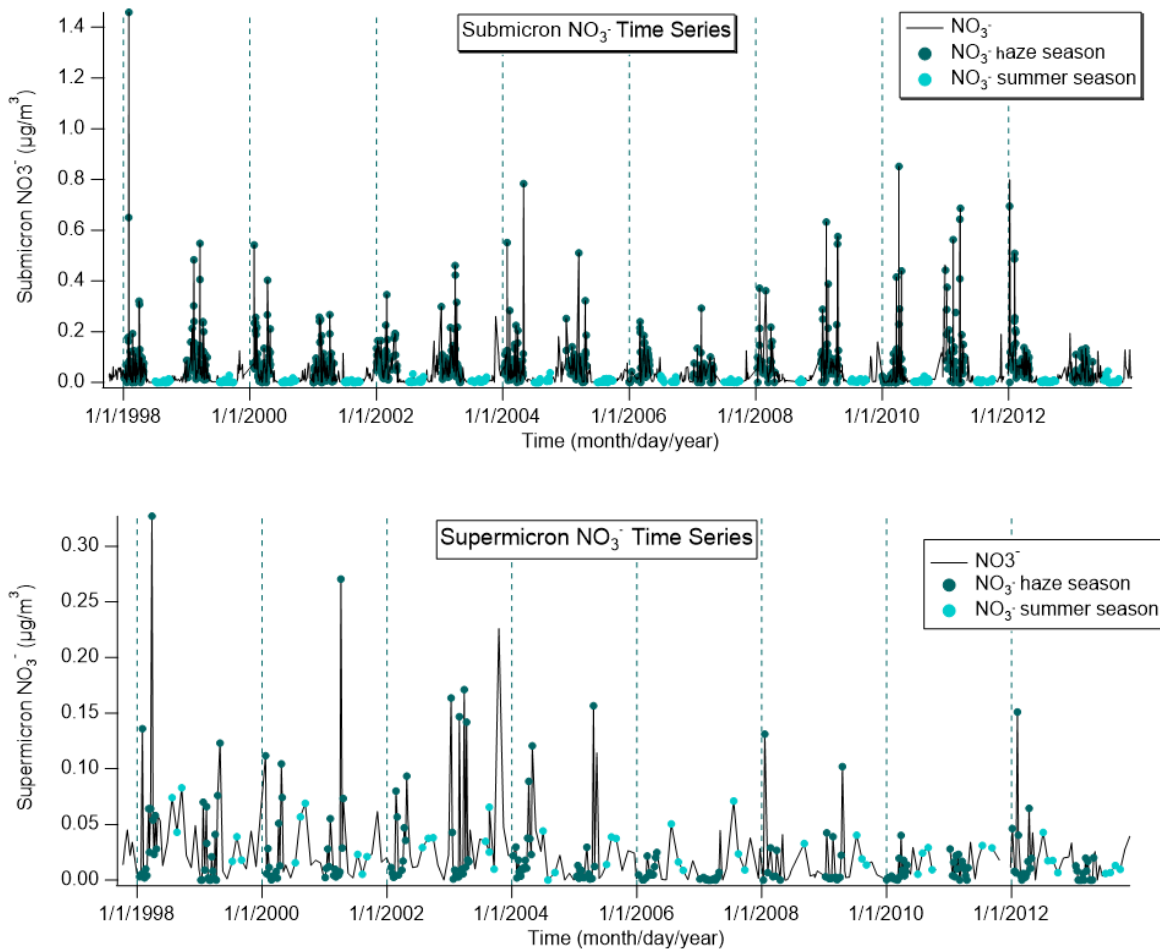 Submicron NO₃⁻ Time Series
NO₃⁻
NO₃⁻ haze season
NO₃⁻ summer season
Submicron NO3⁻ (µg/m³)
1.4
1.2
1.0
0.8
0.6
0.4
0.2
0.0
1/1/1998 1/1/2000 1/1/2002 1/1/2004 1/1/2006 1/1/2008 1/1/2010 1/1/2012
Time (month/day/year)
Supermicron NO₃⁻ Time Series
NO3⁻
NO₃⁻ haze season
NO₃⁻ summer season
Supermicron NO₃⁻ (µg/m³)
0.30
0.25
0.20
0.15
0.10
0.05
0.00
1/1/1998 1/1/2000 1/1/2002 1/1/2004 1/1/2006 1/1/2008 1/1/2010 1/1/2012
Time (month/day/year)